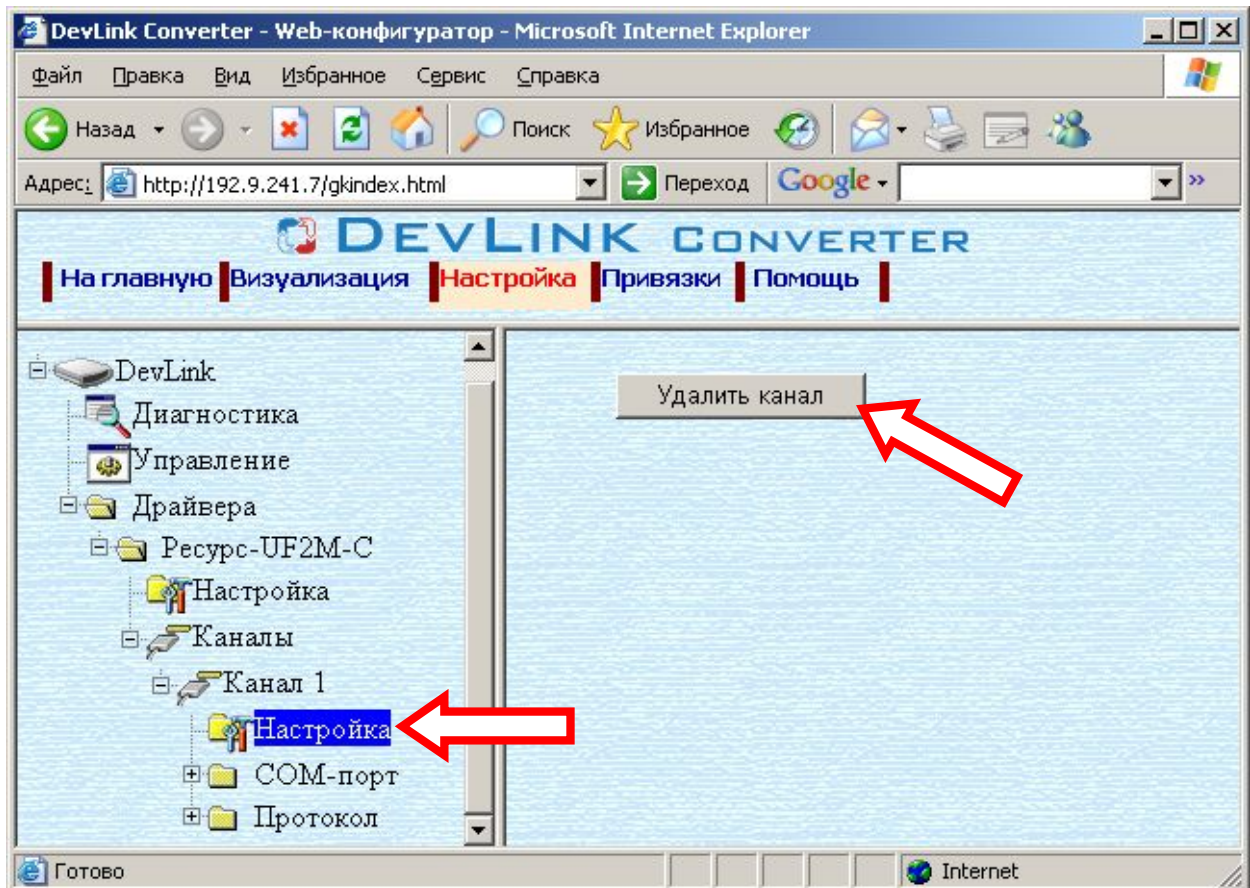 DevLink Converter - Web-конфигуратор - Microsoft Internet Explorer
Файл Правка Вид Избранное Сервис Справка
Назад Поиск Избранное
Адрес: http://192.9.241.7/gkindex.html Переход Google »
DEVLINK CONVERTER
На главную Визуализация Настройка Привязки Помощь
DevLink
Диагностика
Управление
Драйвера
Ресурс-UF2M-C
Настройка
Каналы
Канал 1
Настройка
COM-порт
Протокол
Удалить канал
Готово Internet